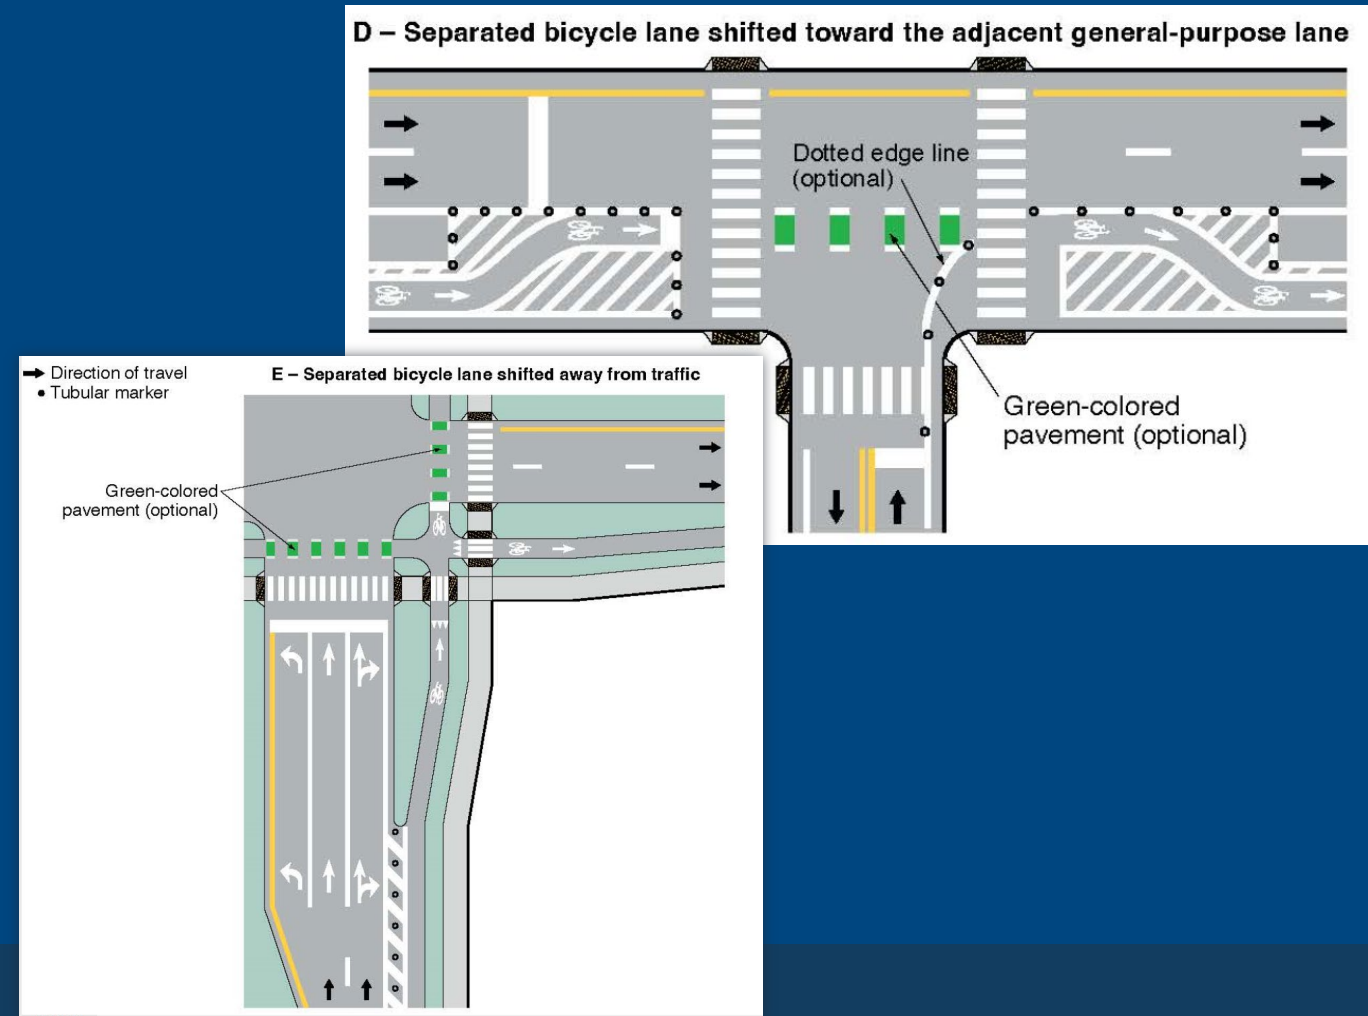 D – Separated bicycle lane shifted toward the adjacent general-purpose lane
Dotted edge line
(optional)
Green-colored
pavement (optional)
Direction of travel
Tubular marker
E – Separated bicycle lane shifted away from traffic
Green-colored
pavement (optional)